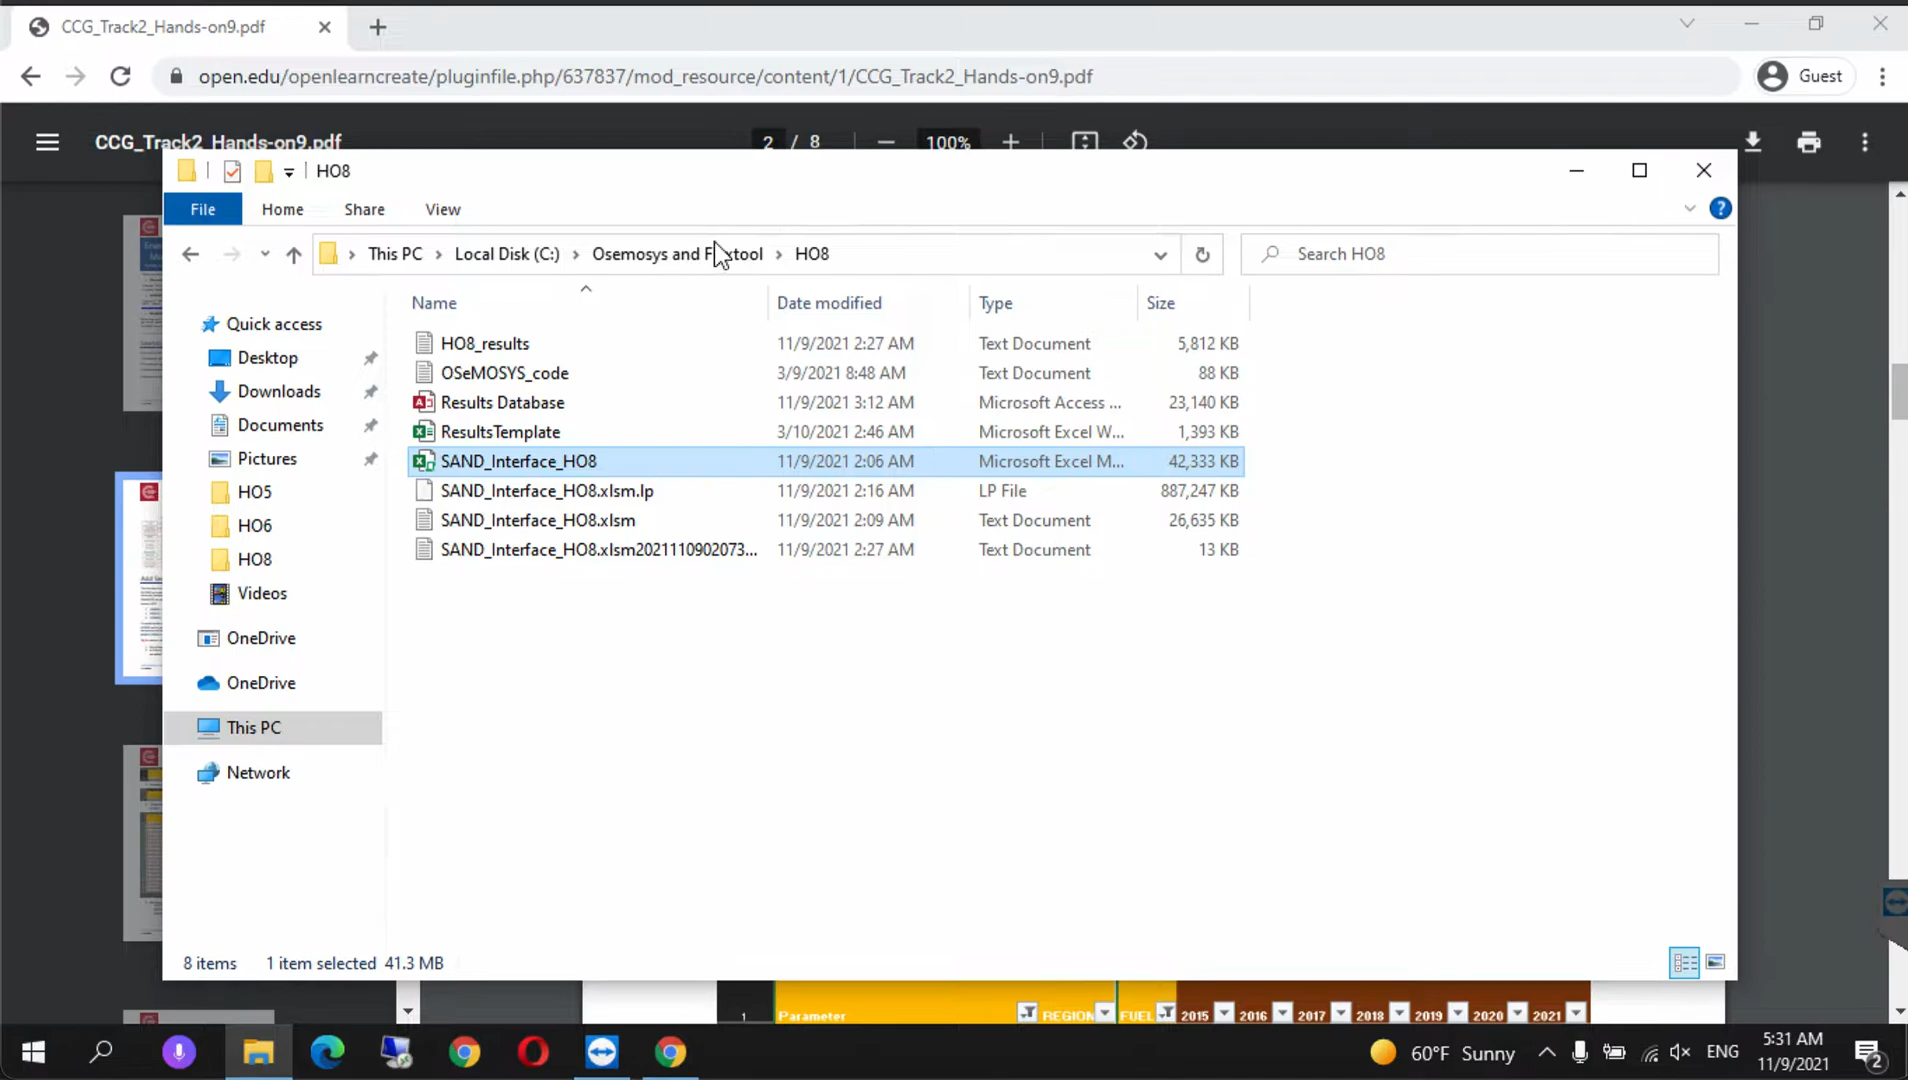 CCG_Track2_Hands-on9.pdf
open.edu/openlearncreate/pluginfile.php/637837/mod_resource/content/1/CCG_Track2_Hands-on9.pdf
Guest
CCG_Track2_Hands-on9.pdf
2 / 8
100%
HO8
File Home Share View
This PC Local Disk (C:) Osemosys and tool HO8
Search HO8
Name Date modified Type Size
HO8_results 11/9/2021 2:27 AM Text Document 5,812 KB
OSeMOSYS_code 3/9/2021 8:48 AM Text Document 88 KB
Results Database 11/9/2021 3:12 AM Microsoft Access ... 23,140 KB
ResultsTemplate 3/10/2021 2:46 AM Microsoft Excel W... 1,393 KB
SAND_Interface_HO8 11/9/2021 2:06 AM Microsoft Excel M... 42,333 KB
SAND_Interface_HO8.xlsm.lp 11/9/2021 2:16 AM LP File 887,247 KB
SAND_Interface_HO8.xlsm 11/9/2021 2:09 AM Text Document 26,635 KB
SAND_Interface_HO8.xlsm2021110902073... 11/9/2021 2:27 AM Text Document 13 KB
Quick access
Desktop
Downloads
Documents
Pictures
HO5
HO6
HO8
Videos
OneDrive
OneDrive
This PC
Network
8 items 1 item selected 41.3 MB
1 Parameter REGION FUEL 2015 2016 2017 2018 2019 2020 2021
60°F Sunny
ENG
5:31 AM
11/9/2021
2